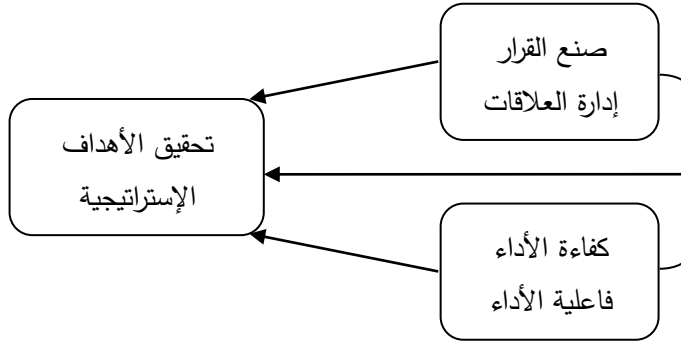 صنع القرار
إدارة العلاقات
تحقيق الأهداف
الإستراتيجية
كفاءة الأداء
فاعلية الأداء